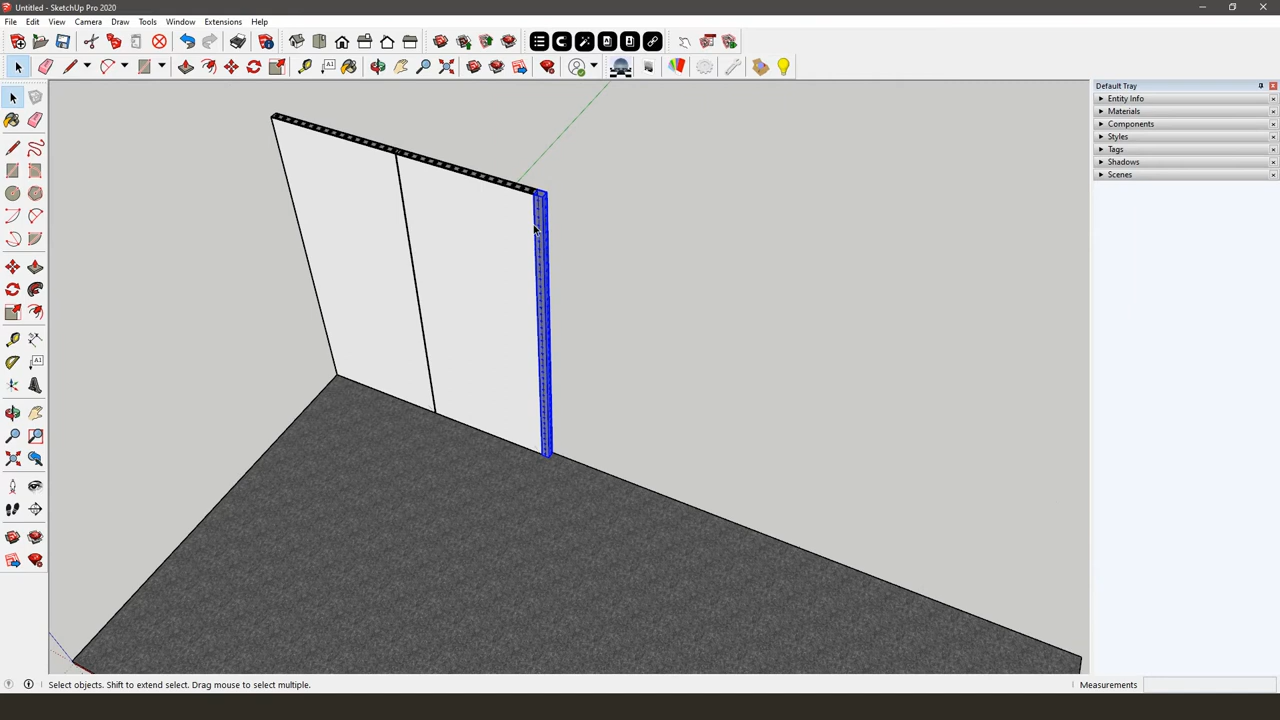 Untitled - SketchUp Pro 2020
File Edit View Camera Draw Tools Window Extensions Help
Default Tray
Entity Info
Materials
Components
Styles
Tags
Shadows
Scenes
Select objects. Shift to extend select. Drag mouse to select multiple.
Measurements